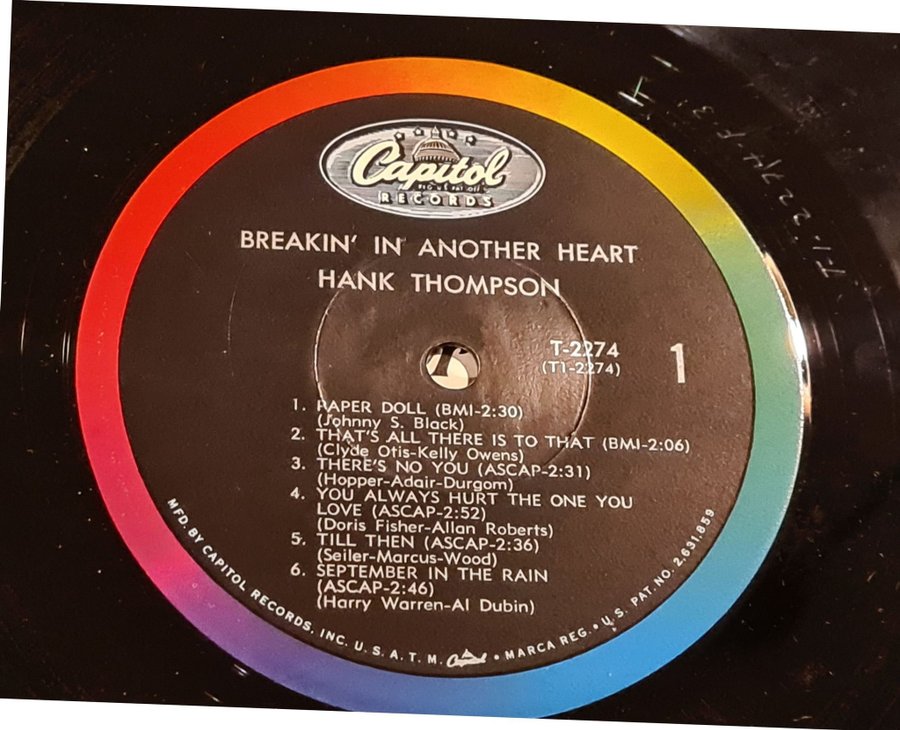 Capitol
REG. U.S. PAT. OFF.
RECORDS
BREAKIN' IN ANOTHER HEART
HANK THOMPSON
T-2274
(T1-2274)
1
1. PAPER DOLL (BMI-2:30)
(Johnny S. Black)
2. THAT'S ALL THERE IS TO THAT (BMI-2:06)
(Clyde Otis-Kelly Owens)
3. THERE'S NO YOU (ASCAP-2:31)
(Hopper-Adair-Durgom)
4. YOU ALWAYS HURT THE ONE YOU
LOVE (ASCAP-2:52)
(Doris Fisher-Allan Roberts)
5. TILL THEN (ASCAP-2:36)
(Seiler-Marcus-Wood)
6. SEPTEMBER IN THE RAIN
(ASCAP-2:46)
(Harry Warren-Al Dubin)
MFD. BY CAPITOL RECORDS, INC. U. S. A. T. M. Capitol • MARCA REG. • U.S. PAT. NO. 2,631,859